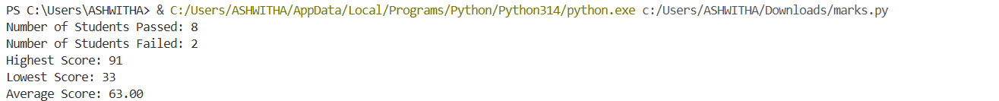 PS C:\Users\ASHWITHA> & C:/Users/ASHWITHA/AppData/Local/Programs/Python/Python314/python.exe c:/Users/ASHWITHA/Downloads/marks.py
Number of Students Passed: 8
Number of Students Failed: 2
Highest Score: 91
Lowest Score: 33
Average Score: 63.00